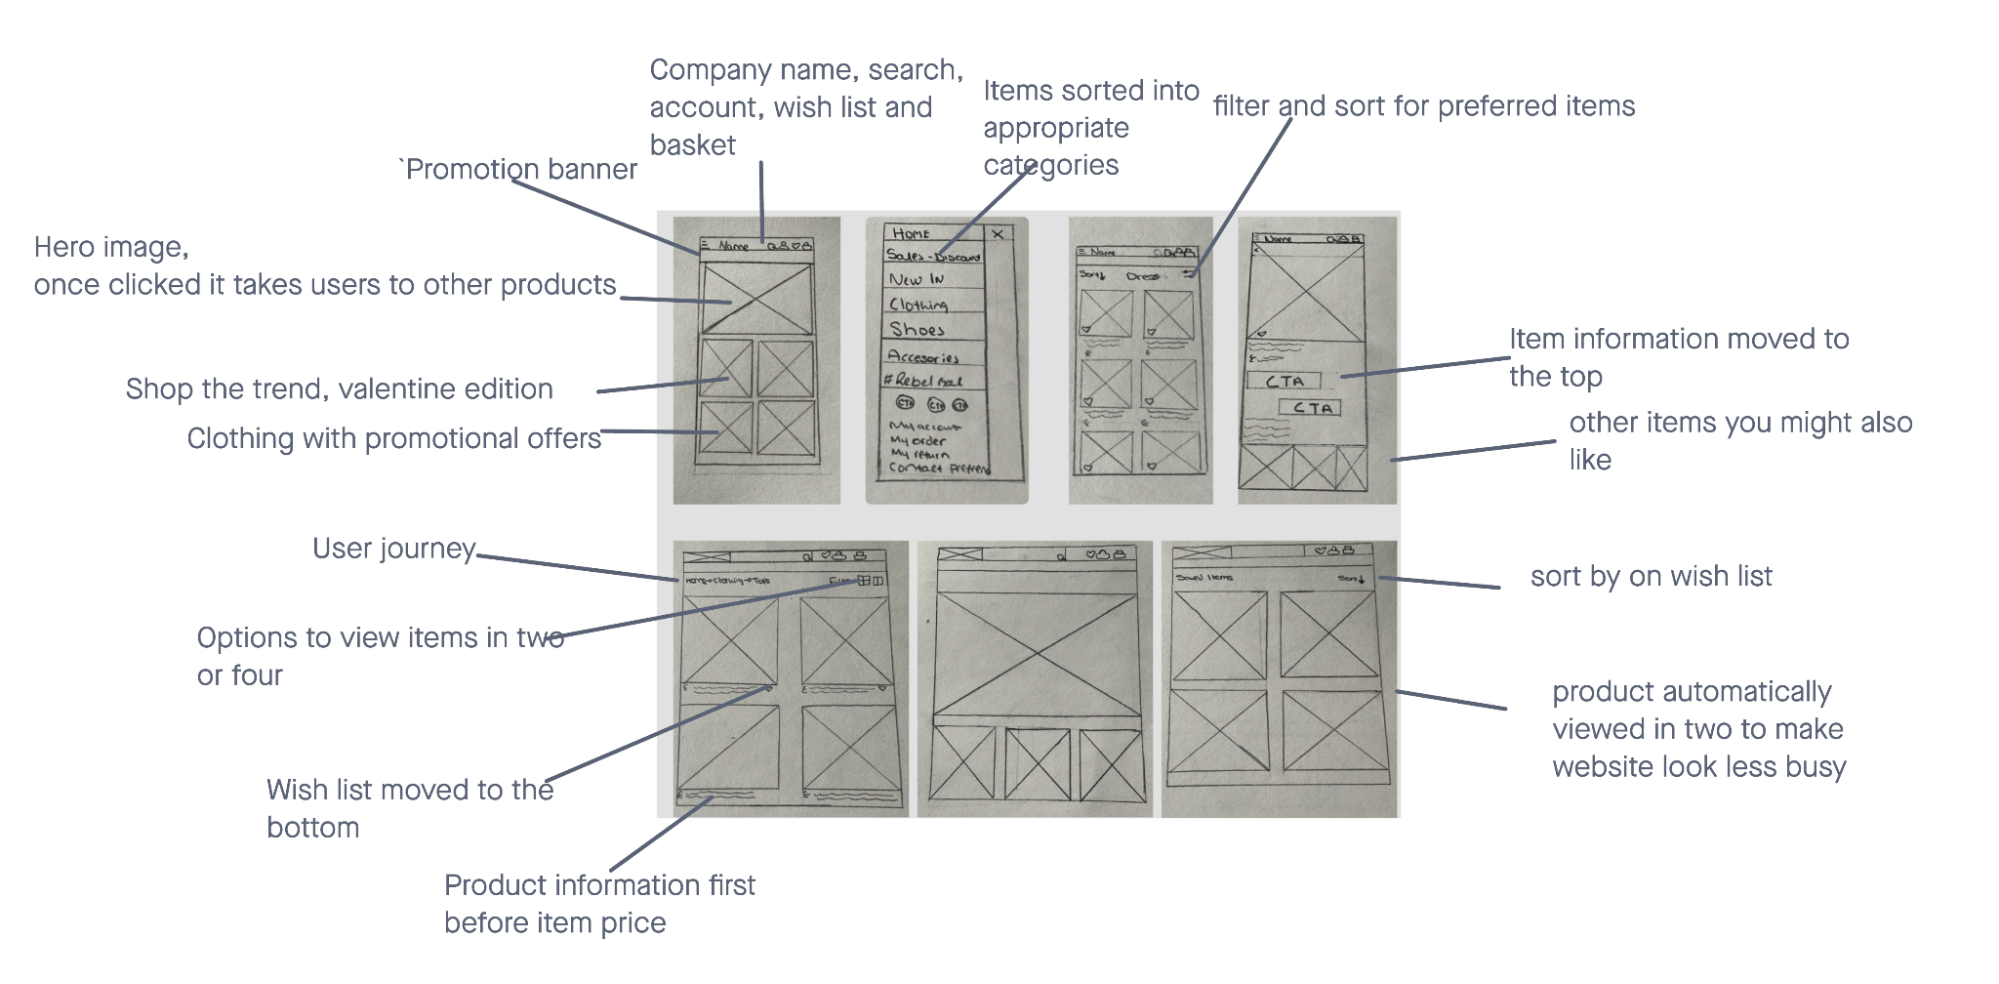 Company name, search,
account, wish list and
basket
Items sorted into
appropriate
categories
filter and sort for preferred items
`Promotion banner
Hero image,
once clicked it takes users to other products
Shop the trend, valentine edition
Clothing with promotional offers
Item information moved to
the top
other items you might also
like
User journey
Options to view items in two
or four
Wish list moved to the
bottom
Product information first
before item price
sort by on wish list
product automatically
viewed in two to make
website look less busy
Name
HOME X
Sales - Discount
New IN
Clothing
Shoes
Accesories
#Rebel
CTA CTA CTA
My account
My order
My return
Contact
Name
Sort↓ Dress
Name
CTA
CTA
Home→Clothing→Tops
Saved Items Sort↓